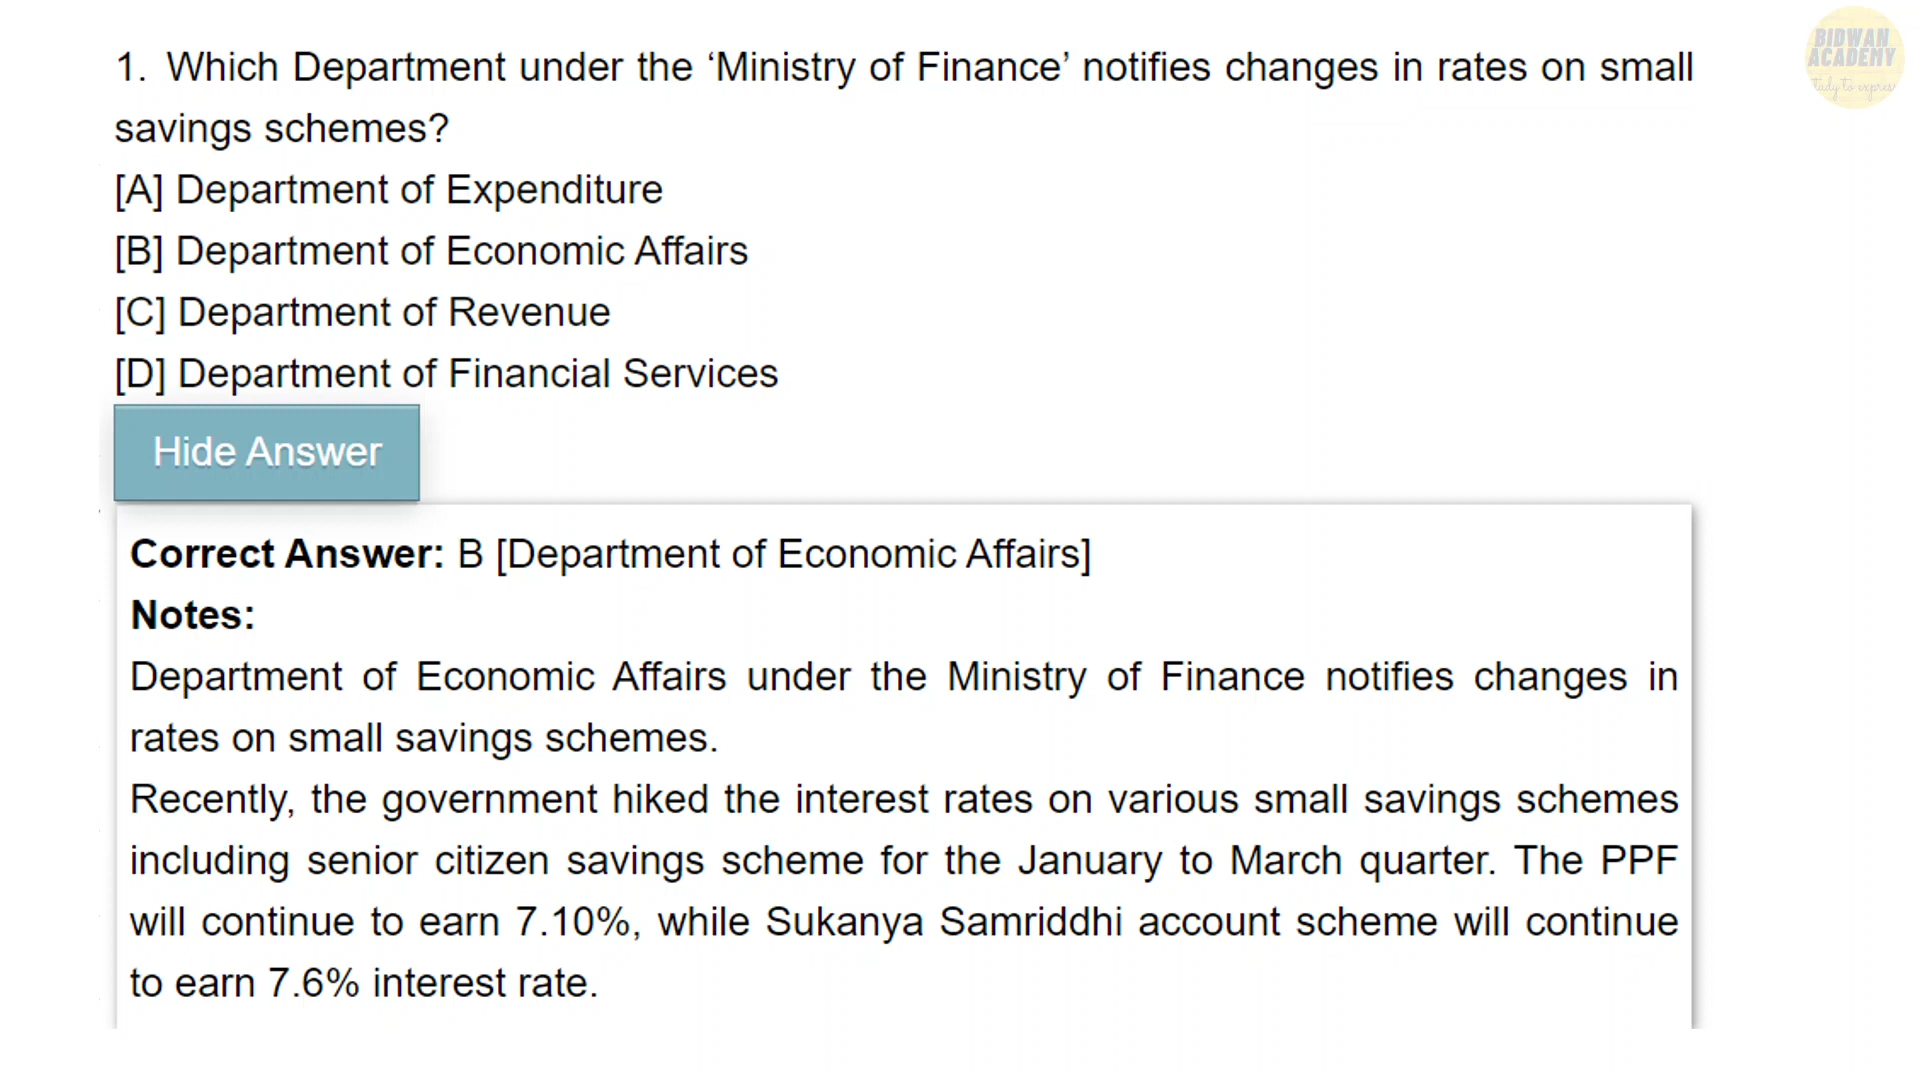 BIDWAN
ACADEMY
1. Which Department under the ‘Ministry of Finance’ notifies changes in rates on small
savings schemes?
[A] Department of Expenditure
[B] Department of Economic Affairs
[C] Department of Revenue
[D] Department of Financial Services
Hide Answer
Correct Answer: B [Department of Economic Affairs]
Notes:
Department of Economic Affairs under the Ministry of Finance notifies changes in
rates on small savings schemes.
Recently, the government hiked the interest rates on various small savings schemes
including senior citizen savings scheme for the January to March quarter. The PPF
will continue to earn 7.10%, while Sukanya Samriddhi account scheme will continue
to earn 7.6% interest rate.